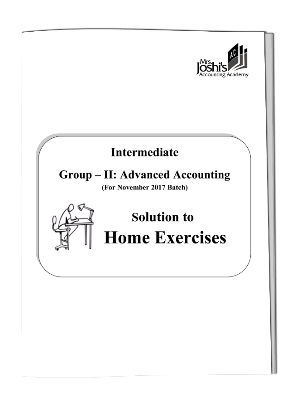 Mrs.
Joshi's
Accounting Academy
Intermediate
Group – II: Advanced Accounting
(For November 2017 Batch)
Solution to
Home Exercises